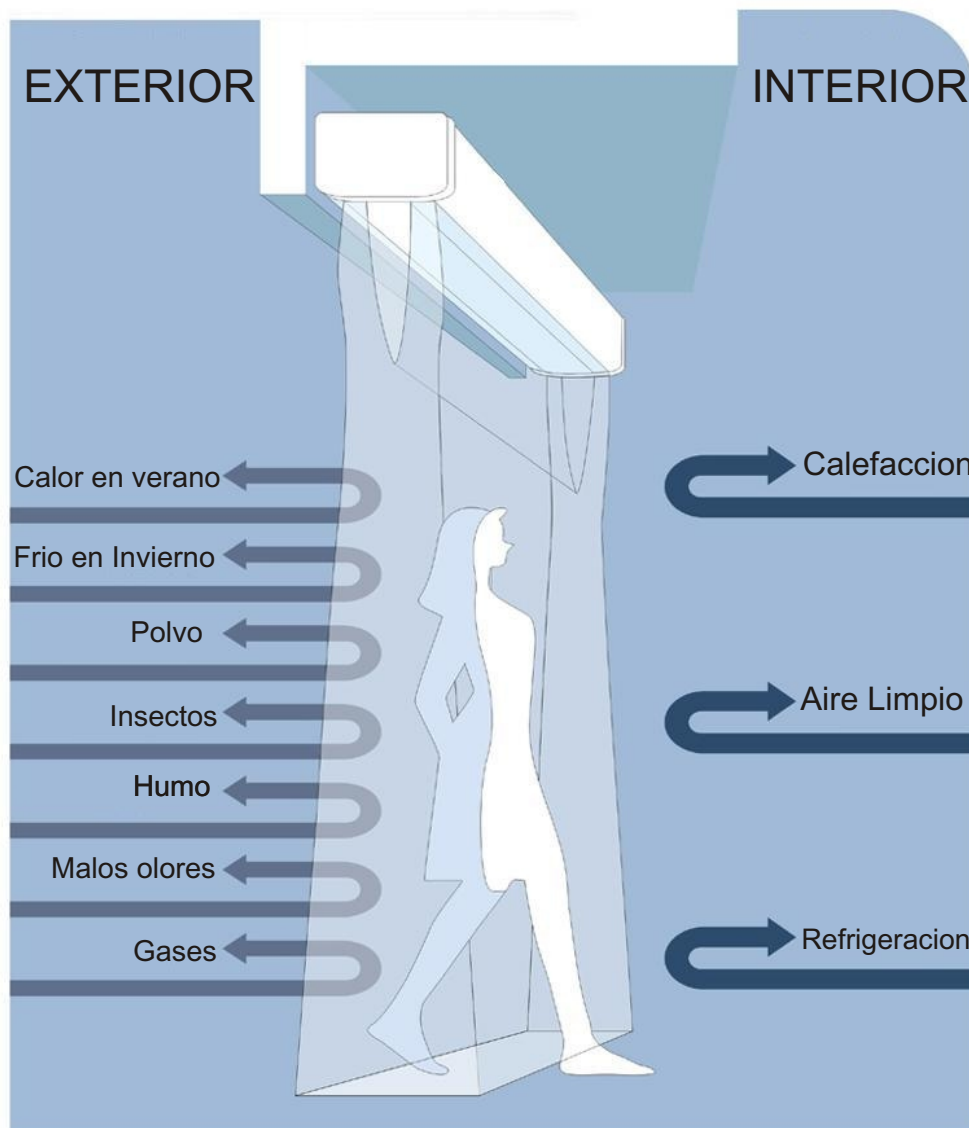 EXTERIOR
INTERIOR
Calor en verano
Frio en Invierno
Polvo
Insectos
Humo
Malos olores
Gases
Calefaccion
Aire Limpio
Refrigeracion